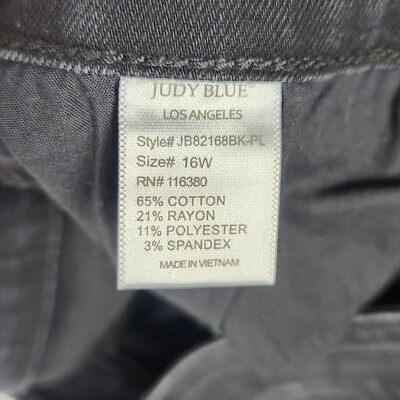 JUDY BLUE™
LOS ANGELES
Style# JB82168BK-PL
Size# 16W
RN# 116380
65% COTTON
21% RAYON
11% POLYESTER
3% SPANDEX
MADE IN VIETNAM